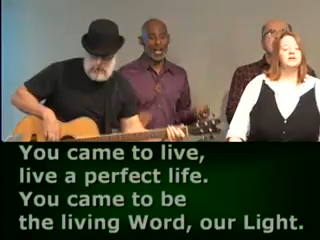 You came to live,
live a perfect life.
You came to be
the living Word, our Light.